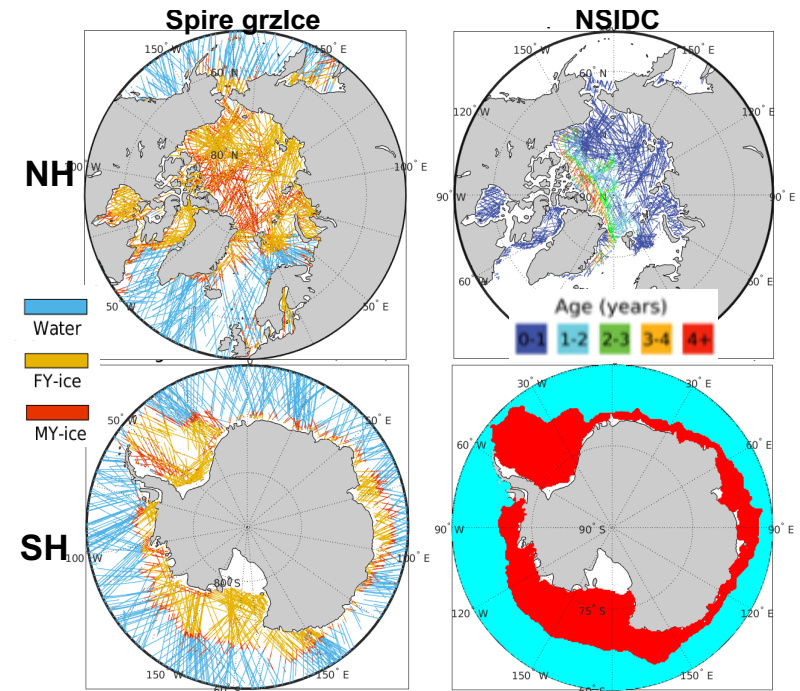 Spire grzIce
NSIDC
150° W
150° E
60° N
80° N
100° W
100° E
50° W
50° E
NH
150° W
150° E
60° N
120° W
120° E
80° N
90° W
90° E
60° W
60° E
Age (years)
0-1 1-2 2-3 3-4 4+
Water
FY-ice
MY-ice
SH
50° W
50° E
100° W
100° E
80° S
150° W
150° E
30° W
30° E
60° W
60° E
90° W
90° S
90° E
75° S
120° W
120° E
150° W
150° E